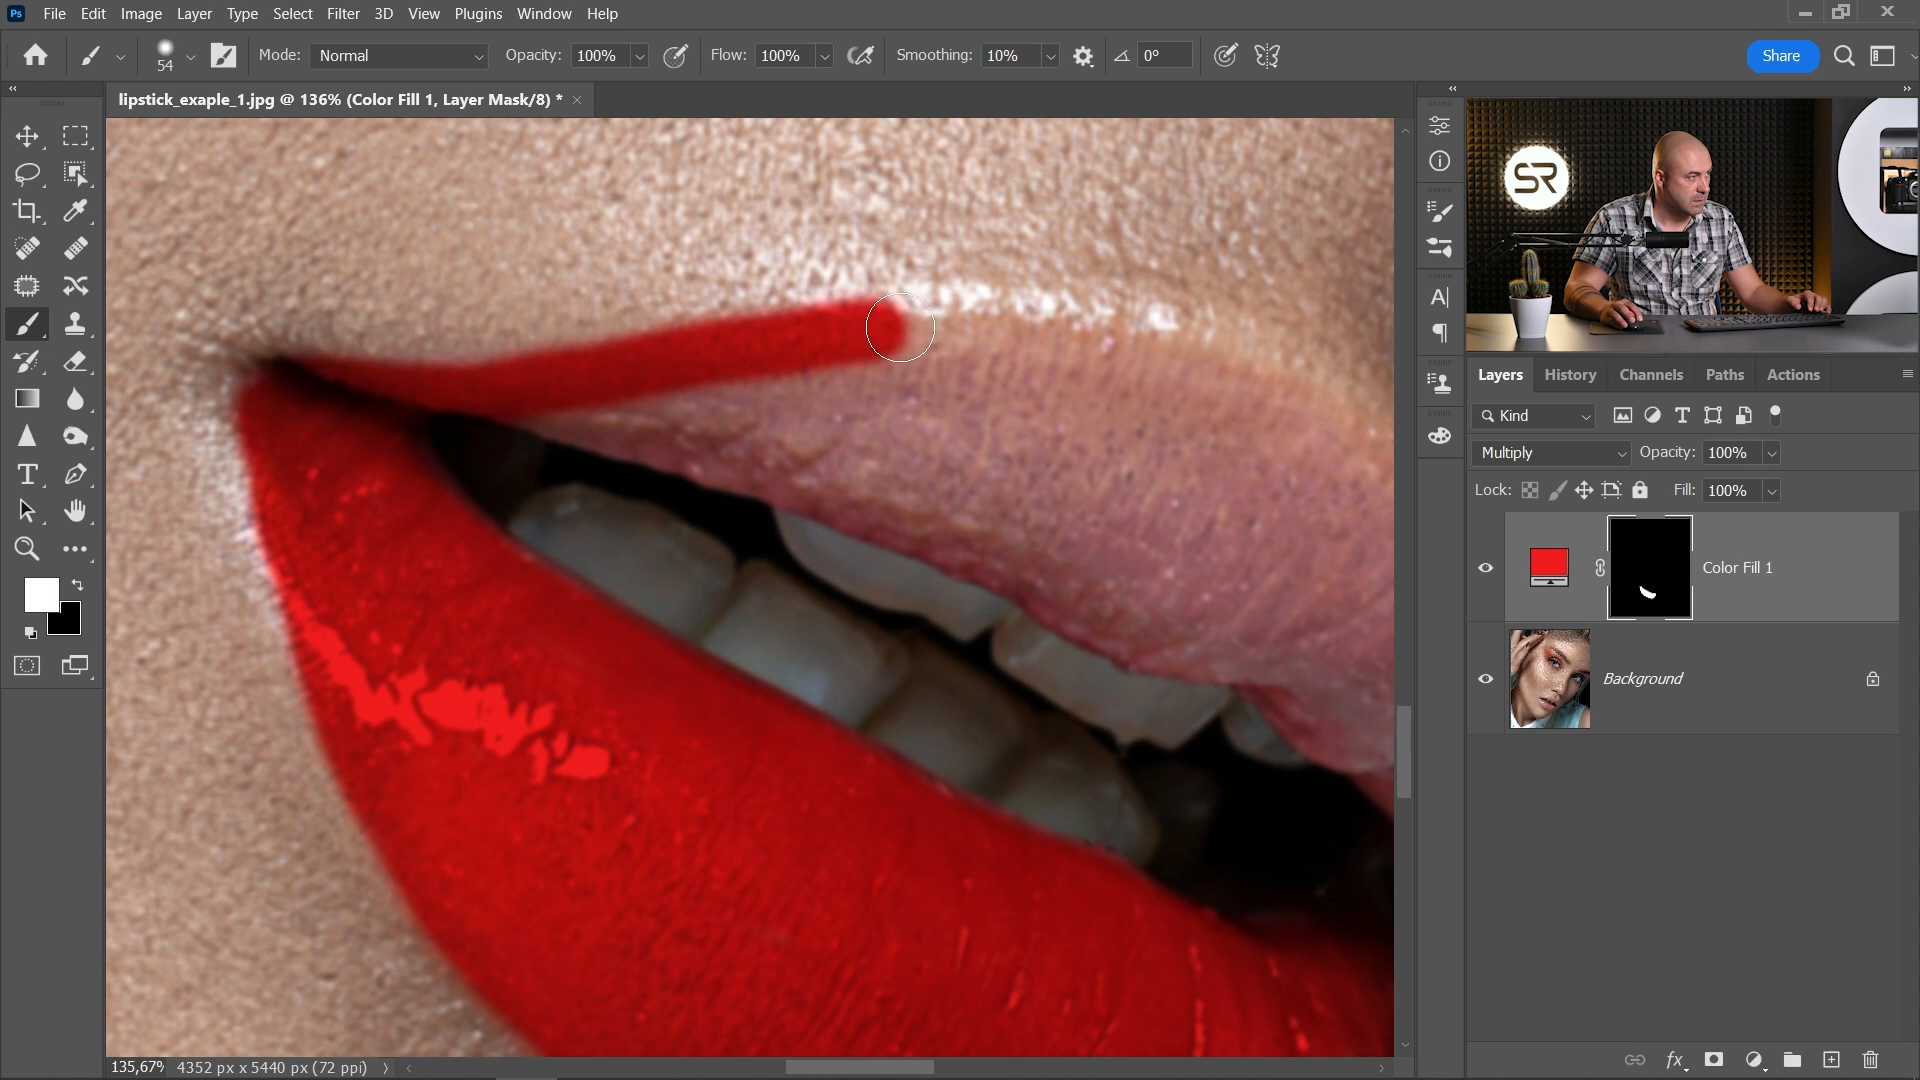 Ps File Edit Image Layer Type Select Filter 3D View Plugins Window Help
54 Mode: Normal Opacity: 100% Flow: 100% Smoothing: 10% 0° Share
lipstick_exaple_1.jpg @ 136% (Color Fill 1, Layer Mask/8) *
SR
Layers History Channels Paths Actions
Kind
Multiply Opacity: 100%
Lock: Fill: 100%
Color Fill 1
Background
135,67% 4352 px x 5440 px (72 ppi)
fx